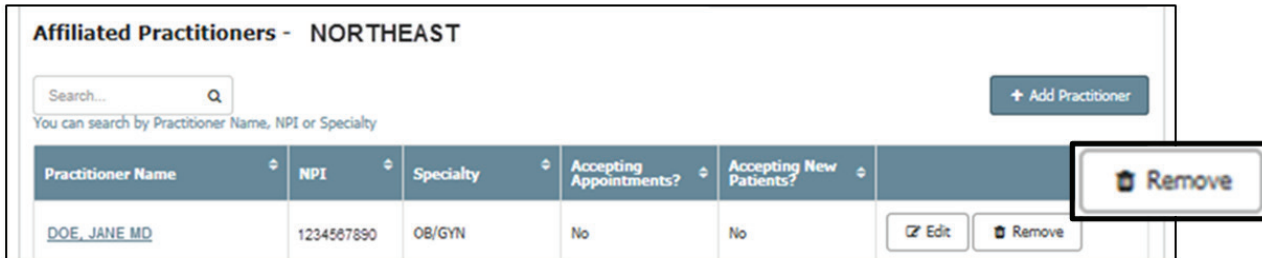 Affiliated Practitioners - NORTHEAST
Search...
+ Add Practitioner
You can search by Practitioner Name, NPI or Specialty
Practitioner Name NPI Specialty Accepting Appointments? Accepting New Patients?
Remove
DOE, JANE MD 1234567890 OB/GYN No No Edit Remove